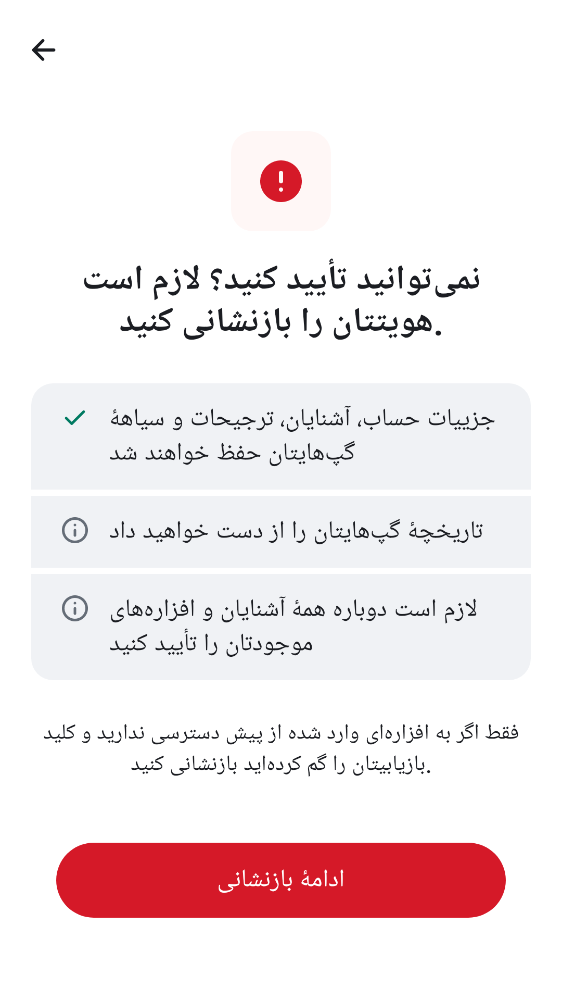 نمی‌توانید تأیید کنید؟ لازم است
هویتتان را بازنشانی کنید.
جزییات حساب، آشنایان، ترجیحات و سیاههٔ
گپ‌هایتان حفظ خواهند شد
تاریخچهٔ گپ‌هایتان را از دست خواهید داد
لازم است دوباره همهٔ آشنایان و افزاره‌های
موجودتان را تأیید کنید
فقط اگر به افزاره‌ای وارد شده از پیش دسترسی ندارید و کلید
بازیابیتان را گم کرده‌اید بازنشانی کنید.
ادامهٔ بازنشانی